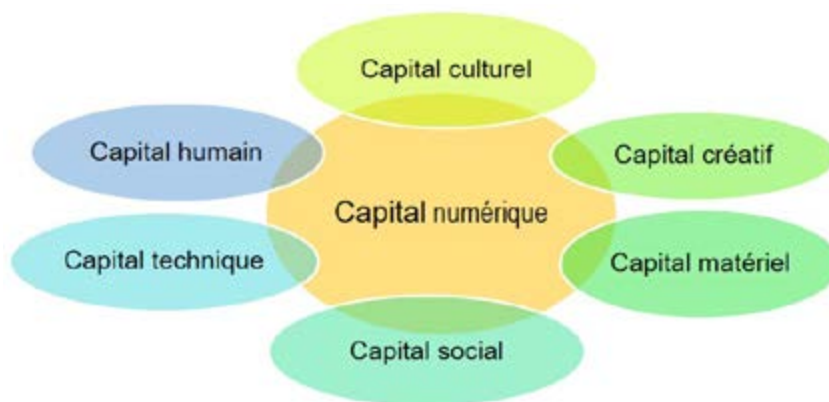 Capital culturel
Capital humain
Capital créatif
Capital numérique
Capital technique
Capital matériel
Capital social